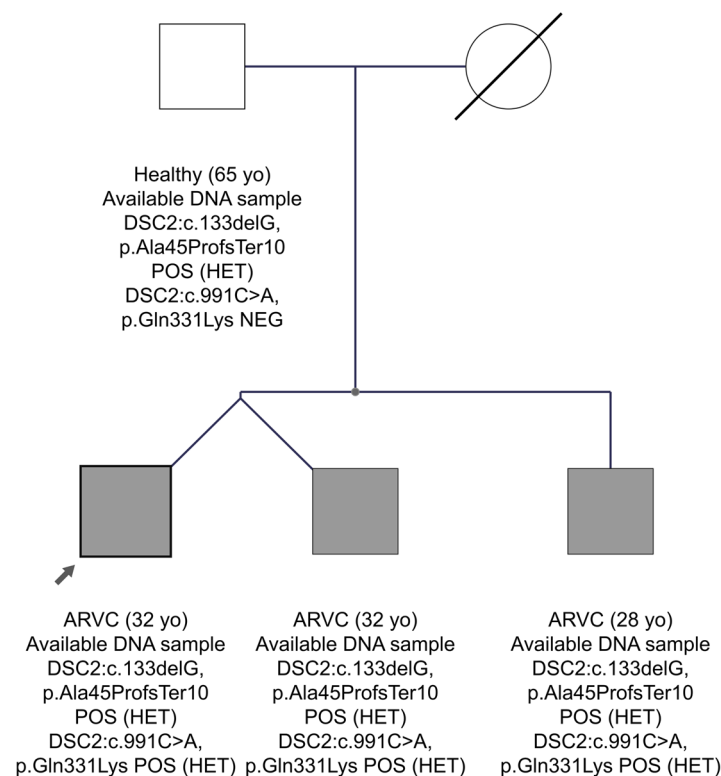 Healthy (65 yo)
Available DNA sample
DSC2:c.133delG,
p.Ala45ProfsTer10
POS (HET)
DSC2:c.991C>A,
p.Gln331Lys NEG
ARVC (32 yo)
Available DNA sample
DSC2:c.133delG,
p.Ala45ProfsTer10
POS (HET)
DSC2:c.991C>A,
p.Gln331Lys POS (HET)
ARVC (32 yo)
Available DNA sample
DSC2:c.133delG,
p.Ala45ProfsTer10
POS (HET)
DSC2:c.991C>A,
p.Gln331Lys POS (HET)
ARVC (28 yo)
Available DNA sample
DSC2:c.133delG,
p.Ala45ProfsTer10
POS (HET)
DSC2:c.991C>A,
p.Gln331Lys POS (HET)